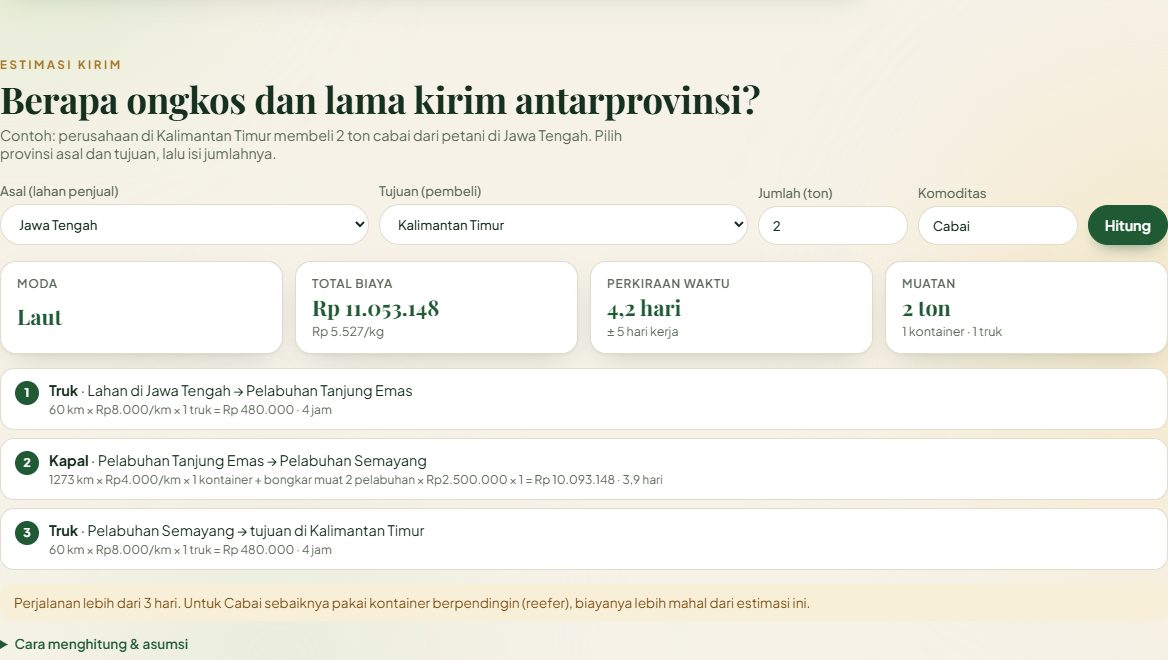 ESTIMASI KIRIM
Berapa ongkos dan lama kirim antarprovinsi?
Contoh: perusahaan di Kalimantan Timur membeli 2 ton cabai dari petani di Jawa Tengah. Pilih
provinsi asal dan tujuan, lalu isi jumlahnya.
Asal (lahan penjual)
Jawa Tengah
Tujuan (pembeli)
Kalimantan Timur
Jumlah (ton)
2
Komoditas
Cabai
Hitung
MODA
Laut
TOTAL BIAYA
Rp 11.053.148
Rp 5.527/kg
PERKIRAAN WAKTU
4,2 hari
± 5 hari kerja
MUATAN
2 ton
1 kontainer · 1 truk
1
Truk · Lahan di Jawa Tengah → Pelabuhan Tanjung Emas
60 km × Rp8.000/km × 1 truk = Rp 480.000 · 4 jam
2
Kapal · Pelabuhan Tanjung Emas → Pelabuhan Semayang
1273 km × Rp4.000/km × 1 kontainer + bongkar muat 2 pelabuhan × Rp2.500.000 × 1 = Rp 10.093.148 · 3,9 hari
3
Truk · Pelabuhan Semayang → tujuan di Kalimantan Timur
60 km × Rp8.000/km × 1 truk = Rp 480.000 · 4 jam
Perjalanan lebih dari 3 hari. Untuk Cabai sebaiknya pakai kontainer berpendingin (reefer), biayanya lebih mahal dari estimasi ini.
▶ Cara menghitung & asumsi